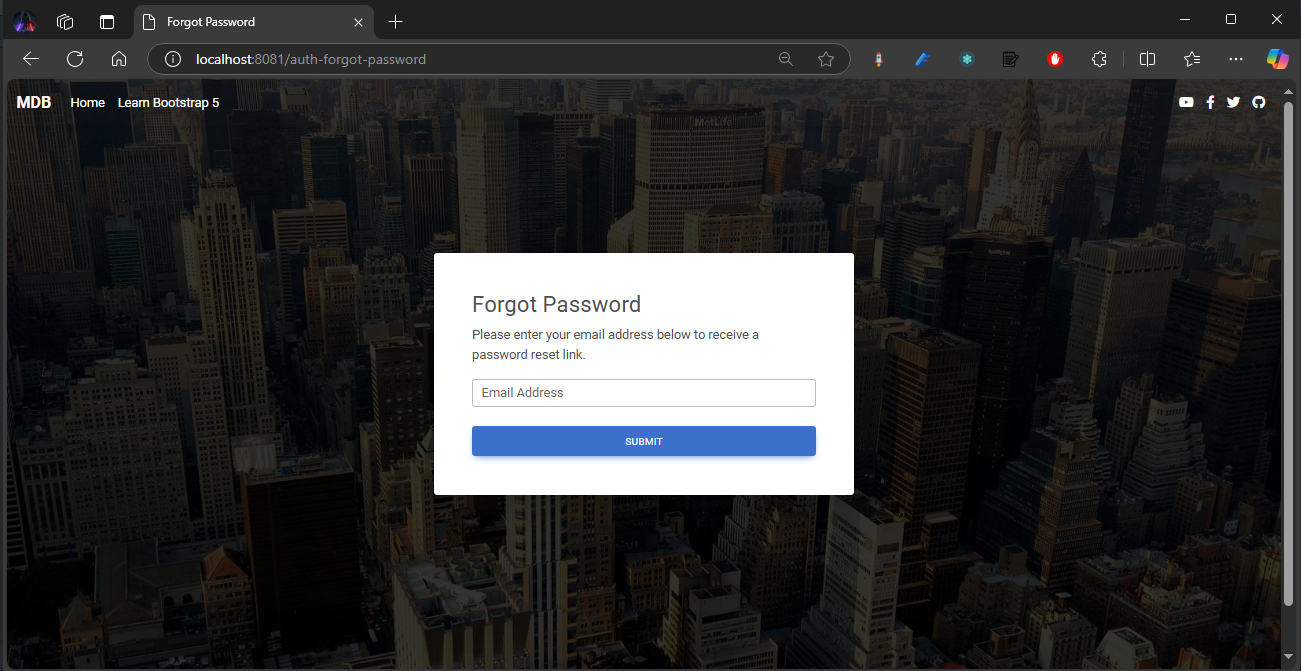 Forgot Password
localhost:8081/auth-forgot-password
MDB Home Learn Bootstrap 5
MetLife
Forgot Password
Please enter your email address below to receive a
password reset link.
Email Address
SUBMIT